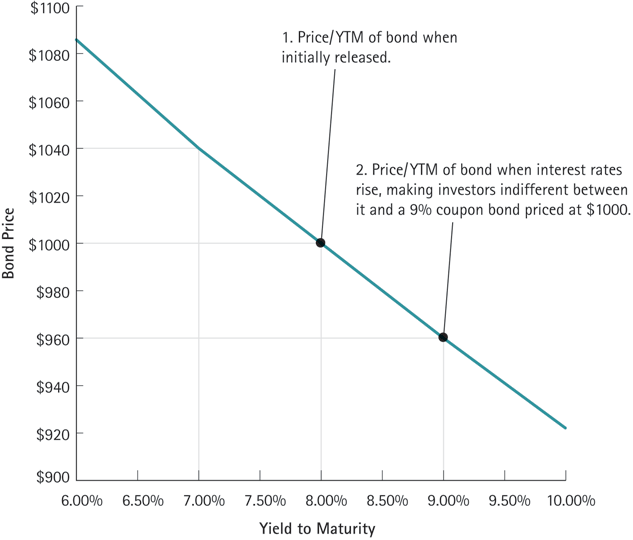 $1100
1. Price/YTM of bond when
initially released.
$1080
$1060
$1040
2. Price/YTM of bond when interest rates
rise, making investors indifferent between
it and a 9% coupon bond priced at $1000.
$1020
Bond Price
$1000
$980
$960
$940
$920
$900
6.00% 6.50% 7.00% 7.50% 8.00% 8.50% 9.00% 9.50% 10.00%
Yield to Maturity